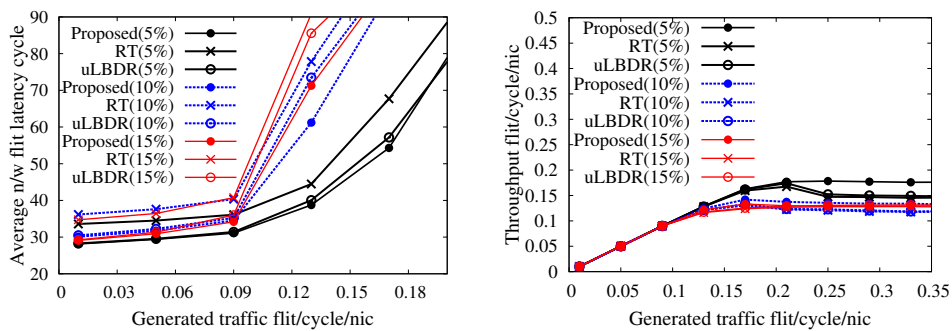 Average n/w flit latency cycle
90
80
70
60
50
40
30
20
Proposed(5%)
RT(5%)
uLBDR(5%)
Proposed(10%)
RT(10%)
uLBDR(10%)
Proposed(15%)
RT(15%)
uLBDR(15%)
0 0.03 0.06 0.09 0.12 0.15 0.18
Generated traffic flit/cycle/nic
Throughput flit/cycle/nic
0.5
0.45
0.4
0.35
0.3
0.25
0.2
0.15
0.1
0.05
0
Proposed(5%)
RT(5%)
uLBDR(5%)
Proposed(10%)
RT(10%)
uLBDR(10%)
Proposed(15%)
RT(15%)
uLBDR(15%)
0 0.05 0.1 0.15 0.2 0.25 0.3 0.35
Generated traffic flit/cycle/nic